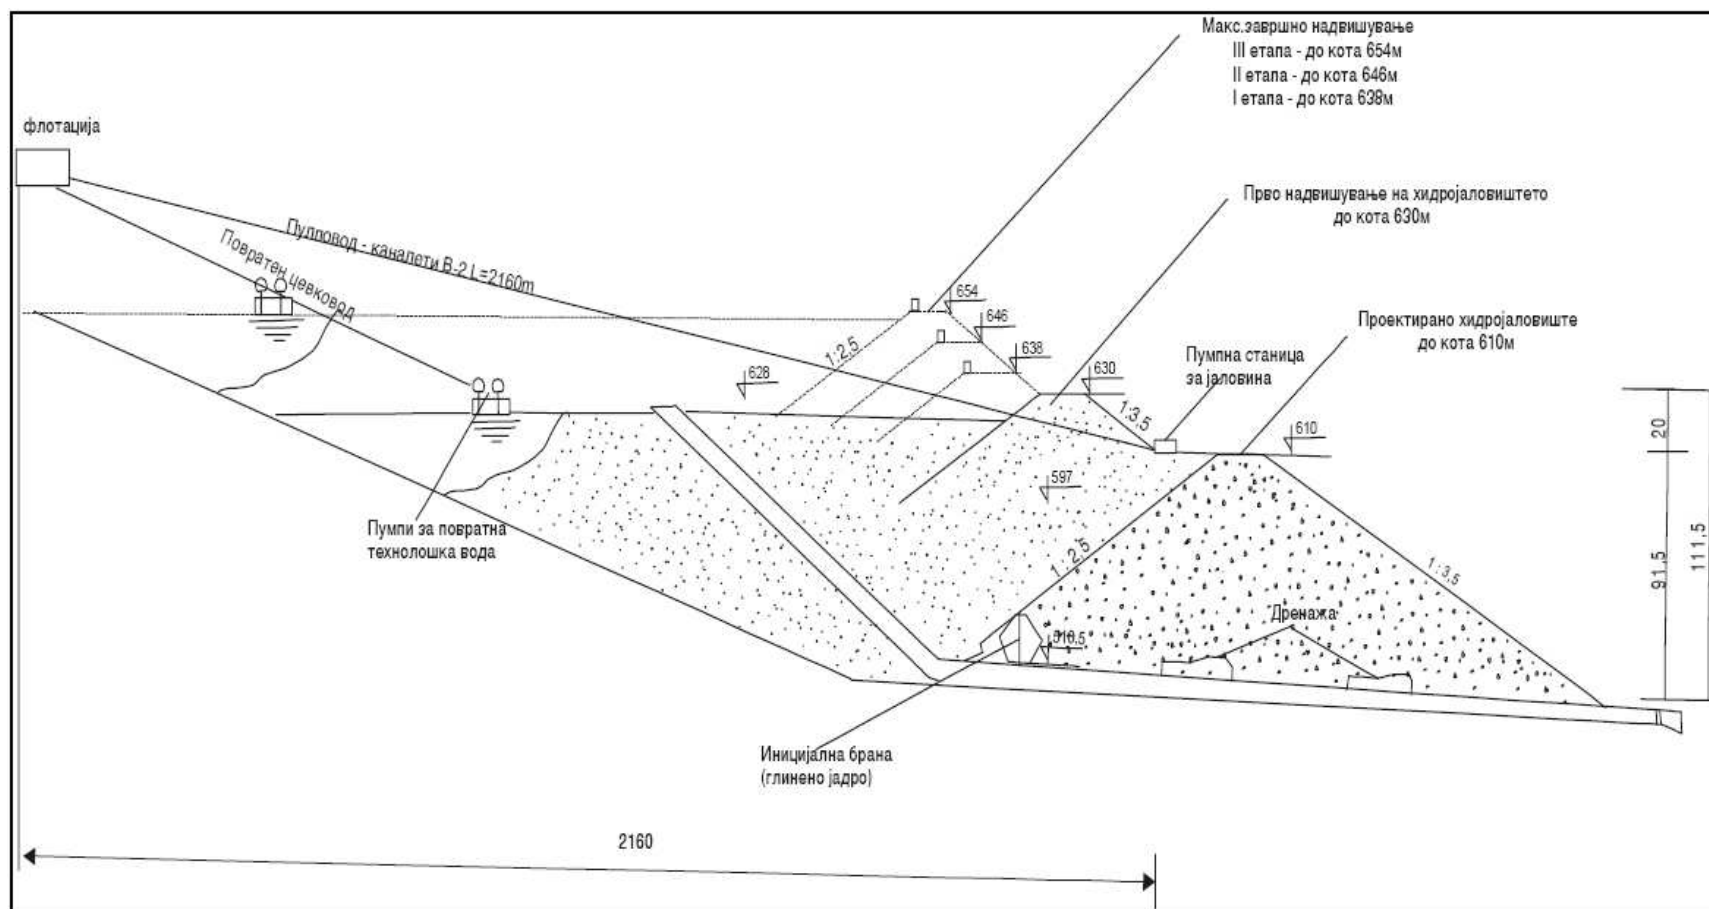 Макс.завршно надвишување
III етапа - до кота 654м
II етапа - до кота 646м
I етапа - до кота 638м
флотација
Прво надвишување на хидројаловиштето
до кота 630м
Пулповод - каналети В-2 L=2160m
Повратен цевковод
654
646
638
630
628
1:2,5
1:3,5
Проектирано хидројаловиште
до кота 610м
Пумпна станица
за јаловина
610
20
597
Пумпи за повратна
технолошка вода
1 : 2,5
1 : 3,5
91,5
111,5
Дренажа
510,5
Иницијална брана
(глинено јадро)
2160